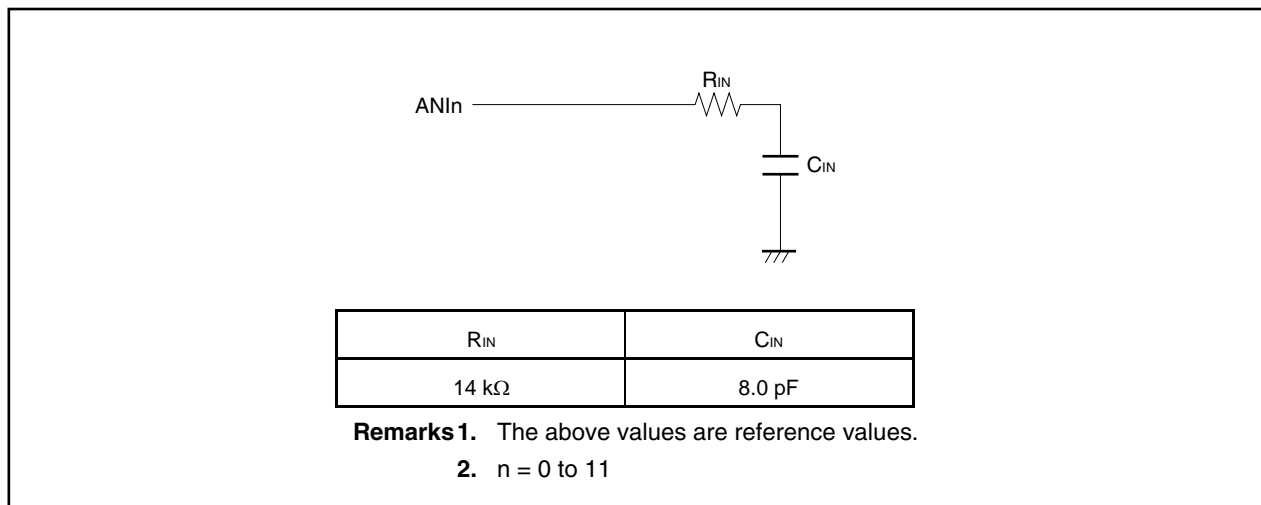 RIN
ANIn
CIN
RIN CIN
14 kΩ 8.0 pF
Remarks 1. The above values are reference values.
2. n = 0 to 11